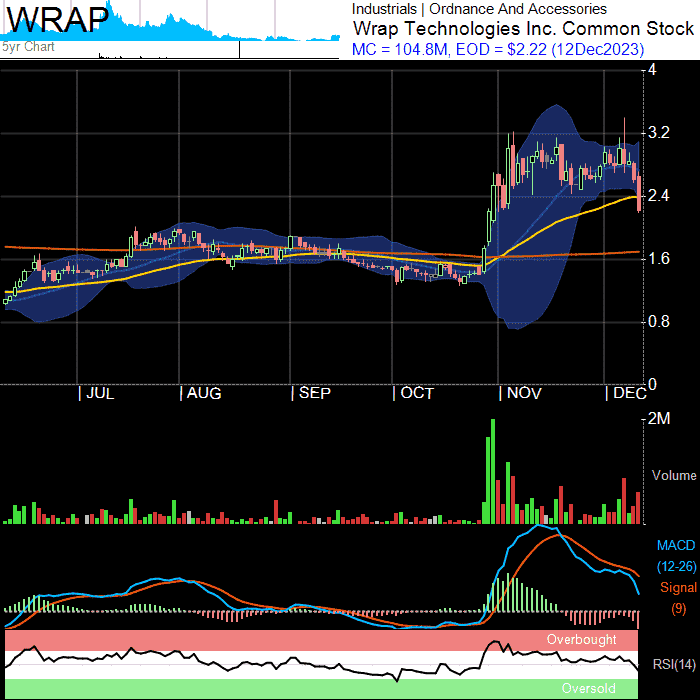 WRAP
5yr Chart
Industrials | Ordnance And Accessories
Wrap Technologies Inc. Common Stock
MC = 104.8M, EOD = $2.22 (12Dec2023)
4
3.2
2.4
1.6
0.8
0
| JUL | AUG | SEP | OCT | NOV | DEC
2M
Volume
MACD
(12-26)
Signal
(9)
Overbought
RSI(14)
Oversold